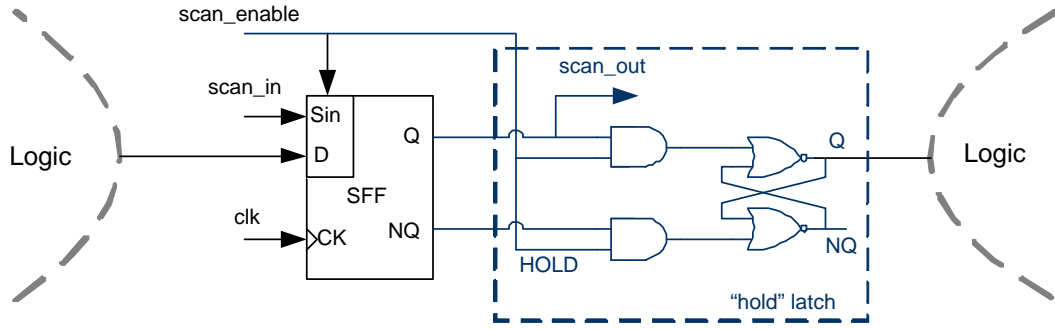 scan_enable
scan_out
scan_in
Sin
Q
Q
Logic
D
Logic
SFF
clk
NQ
CK
NQ
HOLD
“hold” latch